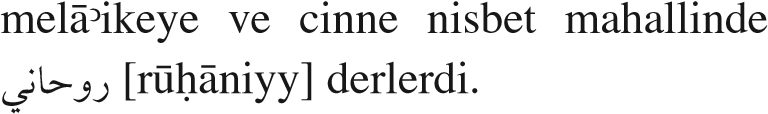 melāʾikeye ve cinne nisbet mahallinde
روحاني [rūḥāniyy] derlerdi.